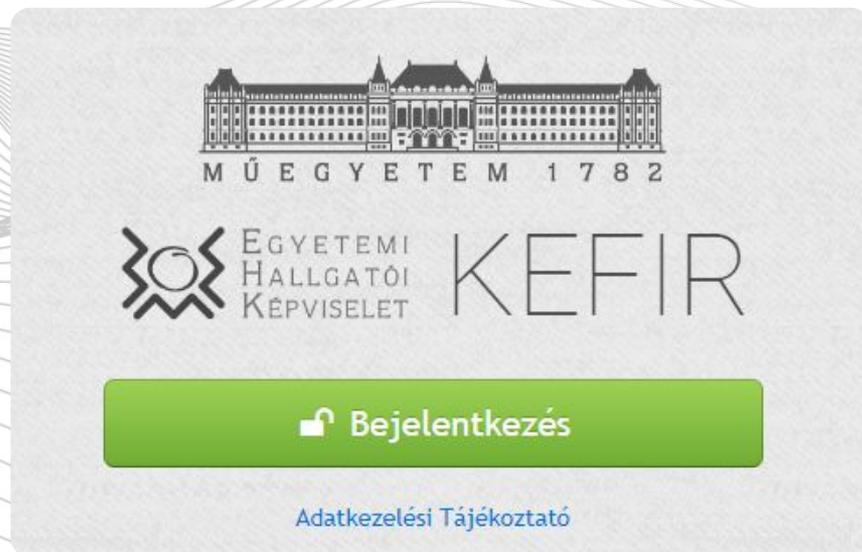 MŰEGYETEM 1782
EGYETEMI
HALLGATÓI
KÉPVISELET
KEFIR
Bejelentkezés
Adatkezelési Tájékoztató